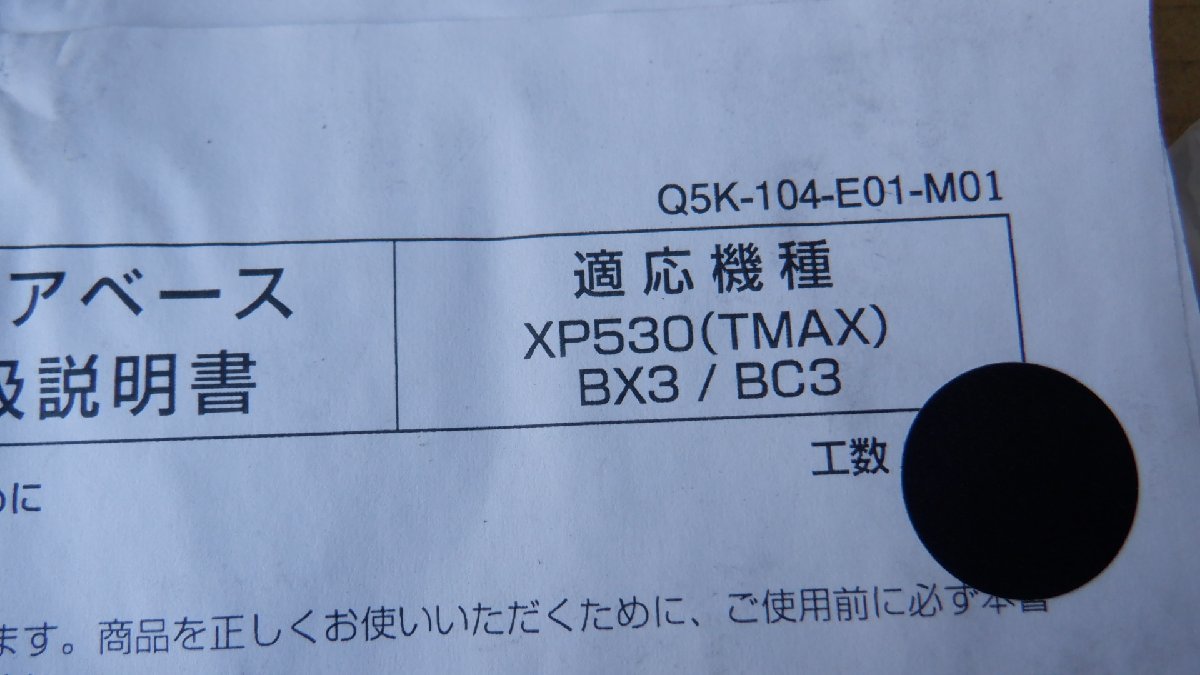 Q5K-104-E01-M01
アベース
扱説明書
適応機種
XP530(TMAX)
BX3 / BC3
工数
めに
ます。商品を正しくお使いいただくために、ご使用前に必ず本書